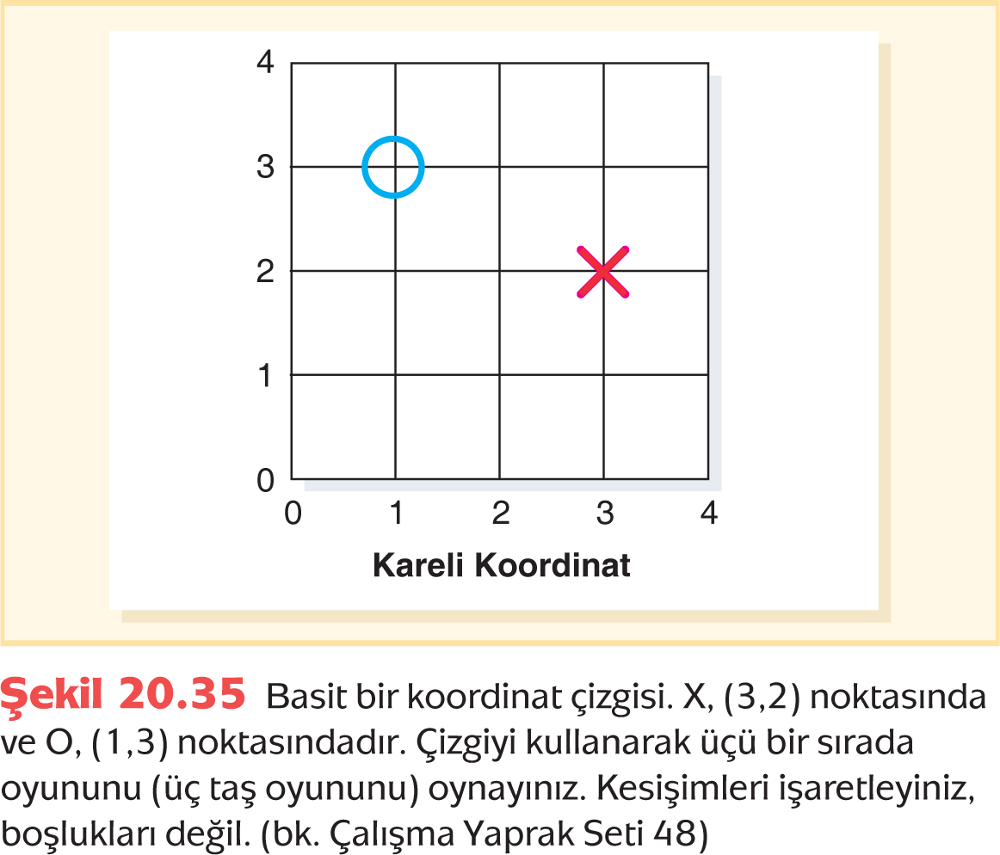 4
3
2
1
0
0 1 2 3 4
Kareli Koordinat
Şekil 20.35 Basit bir koordinat çizgisi. X, (3,2) noktasında
ve O, (1,3) noktasındadır. Çizgiyi kullanarak üçü bir sırada
oyununu (üç taş oyununu) oynayınız. Kesişimleri işaretleyiniz,
boşlukları değil. (bk. Çalışma Yaprak Seti 48)